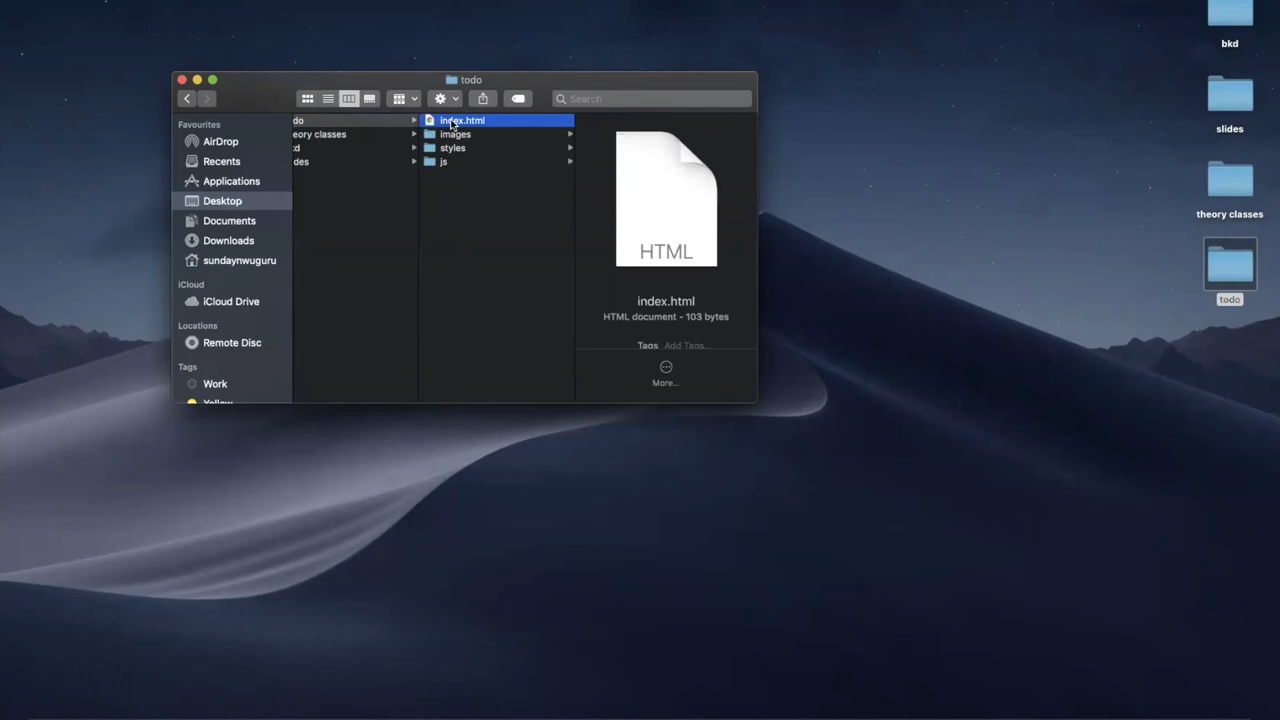 bkd
todo
Search
Favourites
do
index.html
eory classes
images
AirDrop
styles
des
js
Recents
slides
Applications
Desktop
theory classes
Documents
HTML
Downloads
sundaynwuguru
iCloud
index.html
iCloud Drive
todo
HTML document - 103 bytes
Locations
Remote Disc
Tags Add Tags...
Tags
Work
More...
Yellow